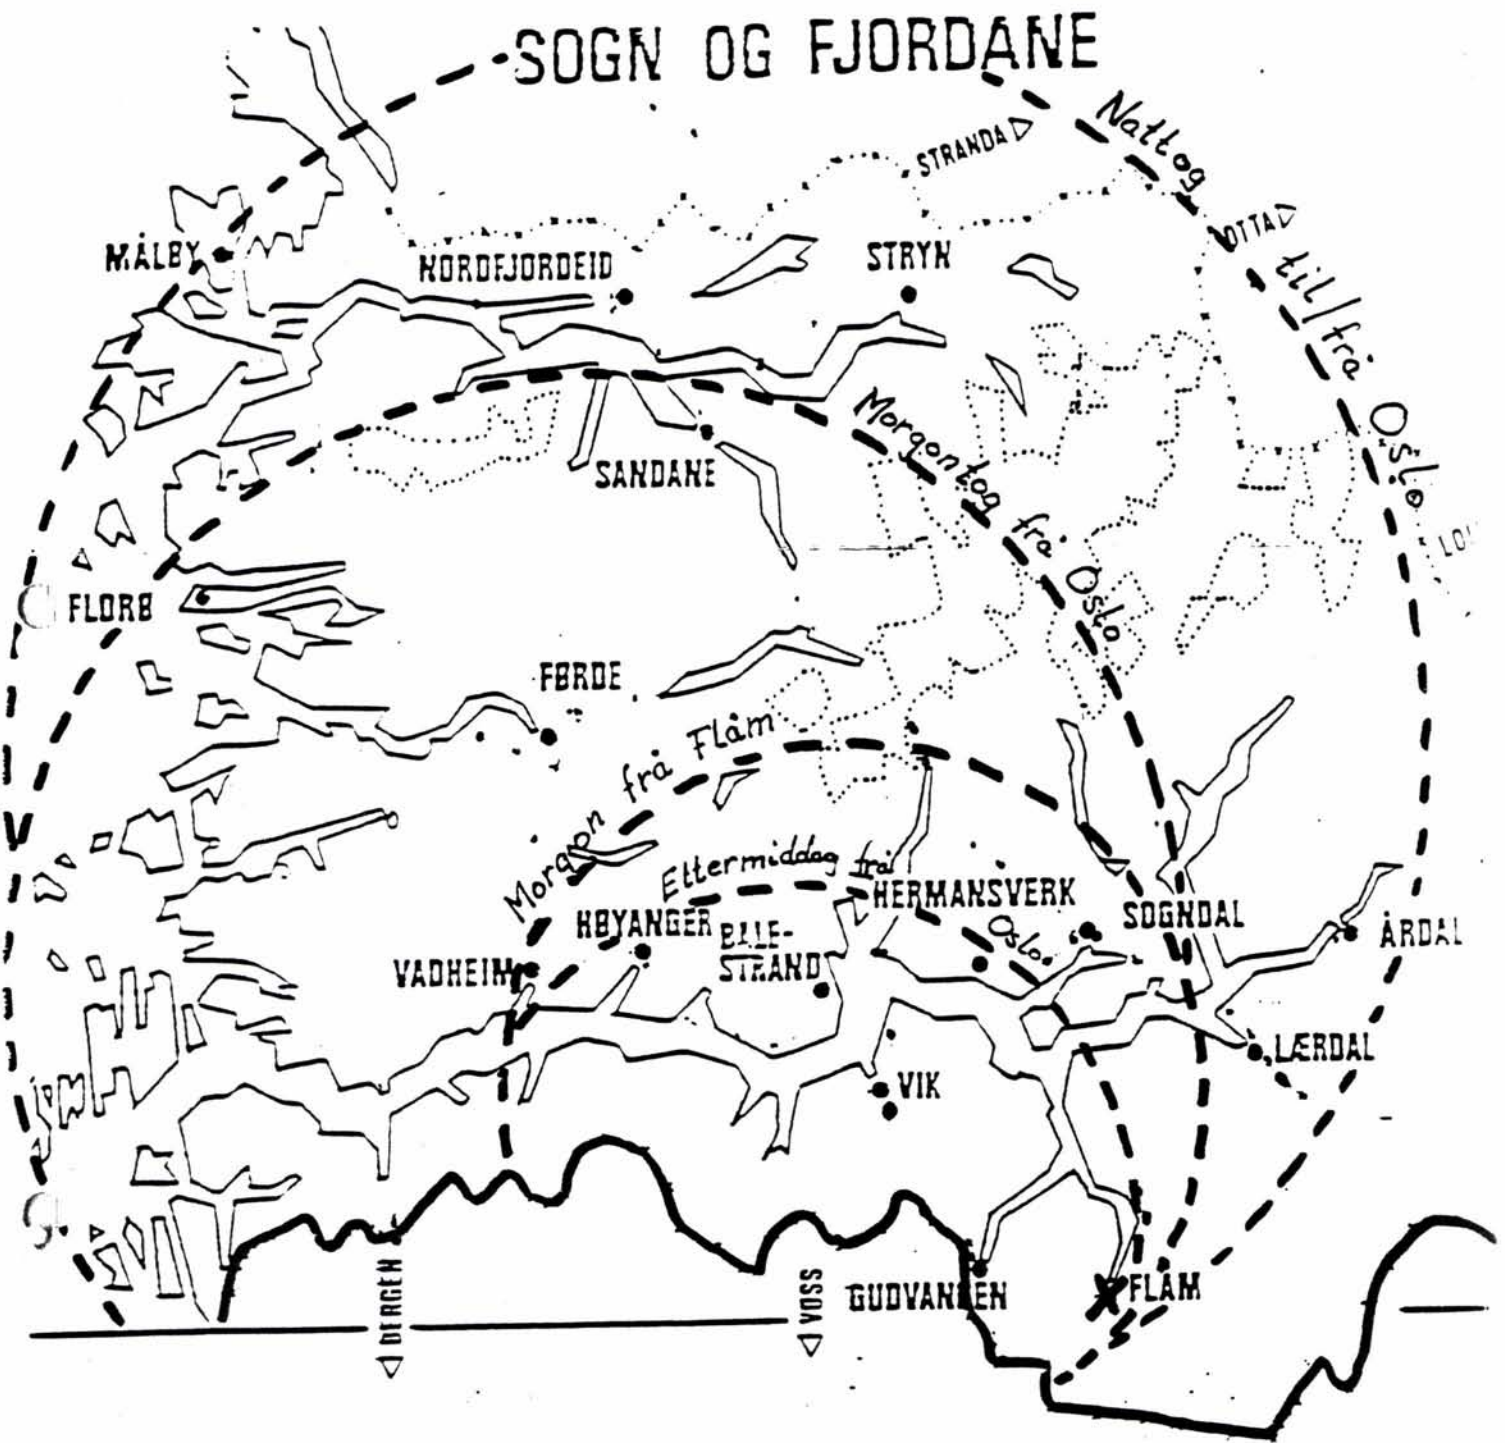 SOGN OG FJORDANE
Nattog til/frå Oslo
STRANDA
OTTA
MÅLØY
NORDFJORDEID
STRYN
Morgontog frå Oslo
SANDANE
FLORØ
FØRDE
Morgon frå Flåm
Ettermiddag frå Oslo
HERMANSVERK
HØYANGER
BALE-
STRAND
SOGNDAL
ÅRDAL
VADHEIM
LÆRDAL
VIK
BERGEN
VOSS
GUDVANGEN
FLÅM